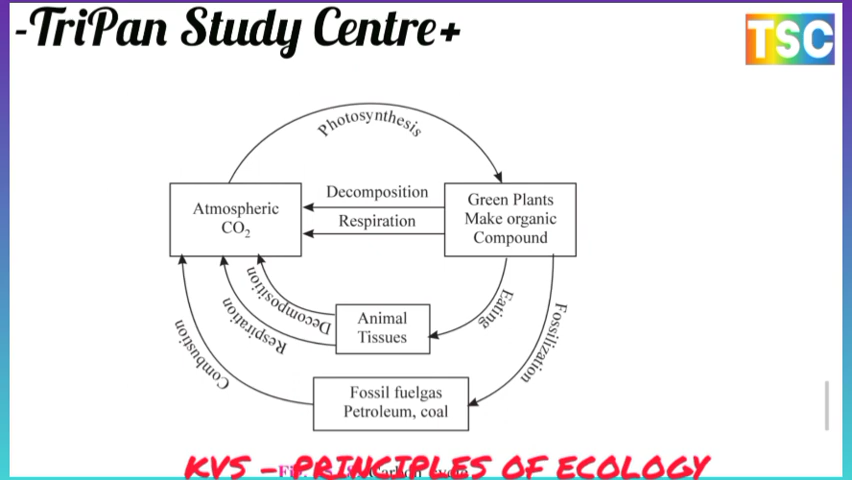 -TriPan Study Centre+
TSC
Photosynthesis
Atmospheric
CO₂
Decomposition
Respiration
Green Plants
Make organic
Compound
Decomposition
Respiration
Combustion
Animal
Tissues
Eating
Fossilization
Fossil fuelgas
Petroleum, coal
KVS - PRINCIPLES OF ECOLOGY